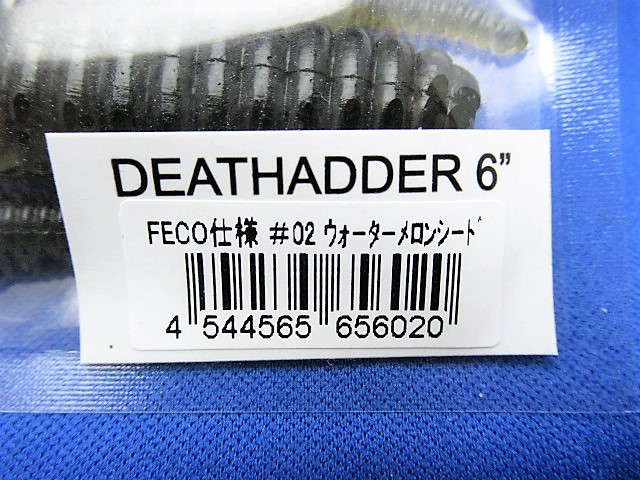 DEATHADDER 6”
FECO仕様 #02 ｳｫｰﾀｰﾒﾛﾝｼｰﾄﾞ
4 544565 656020